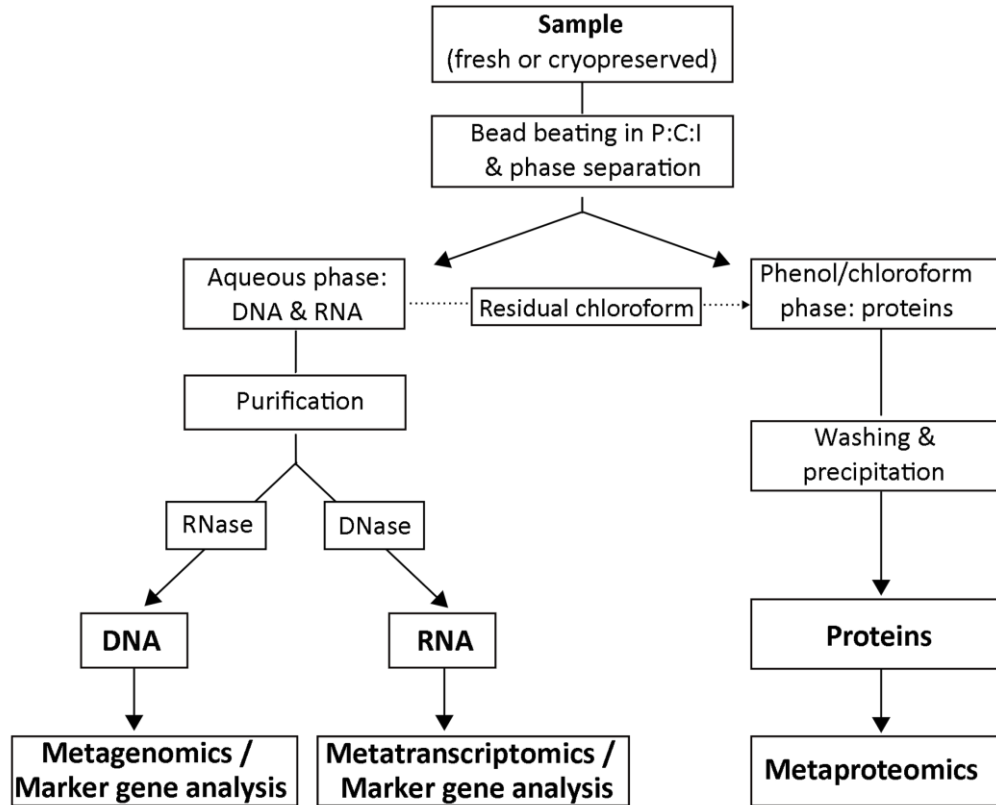 Sample
(fresh or cryopreserved)
Bead beating in P:C:I
& phase separation
Aqueous phase:
DNA & RNA
Residual chloroform
Phenol/chloroform
phase: proteins
Purification
Washing &
precipitation
RNase
DNase
DNA
RNA
Proteins
Metagenomics /
Marker gene analysis
Metatranscriptomics /
Marker gene analysis
Metaproteomics